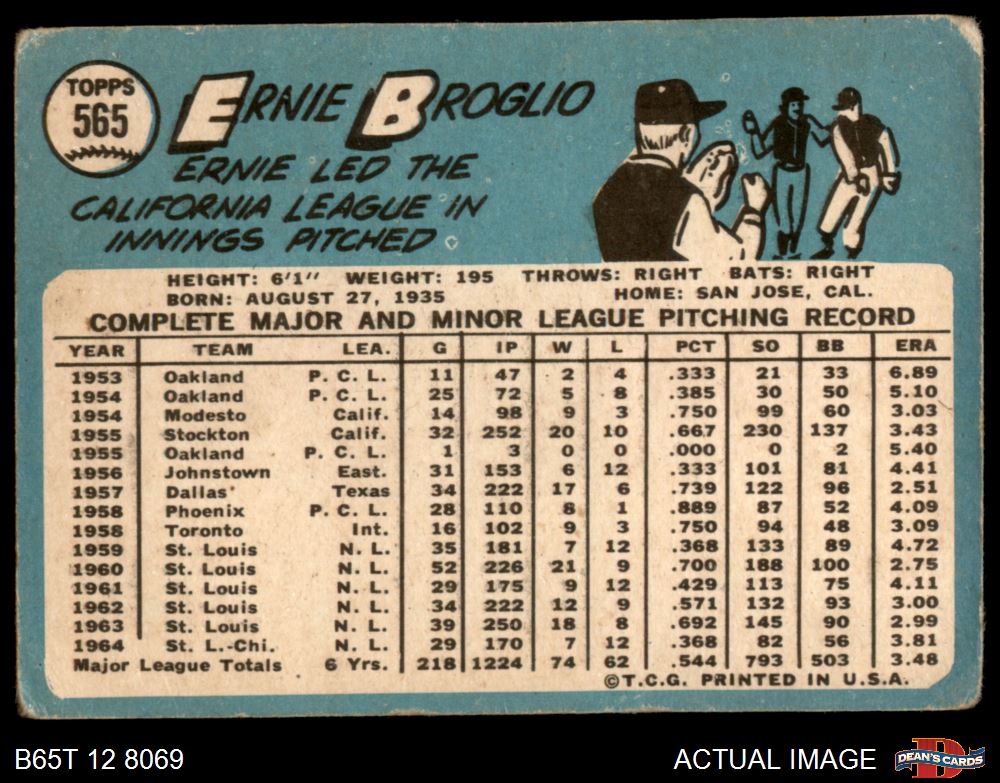 TOPPS
565
ERNIE BROGLIO
ERNIE LED THE
CALIFORNIA LEAGUE IN
INNINGS PITCHED
HEIGHT: 6'1" WEIGHT: 195 THROWS: RIGHT BATS: RIGHT
BORN: AUGUST 27, 1935 HOME: SAN JOSE, CAL.
COMPLETE MAJOR AND MINOR LEAGUE PITCHING RECORD
YEAR TEAM LEA. G IP W L PCT SO BB ERA
1953 Oakland P. C. L. 11 47 2 4 .333 21 33 6.89
1954 Oakland P. C. L. 25 72 5 8 .385 30 50 5.10
1954 Modesto Calif. 14 98 9 3 .750 99 60 3.03
1955 Stockton Calif. 32 252 20 10 .667 230 137 3.43
1955 Oakland P. C. L. 1 3 0 0 .000 0 2 5.40
1956 Johnstown East. 31 153 6 12 .333 101 81 4.41
1957 Dallas Texas 34 222 17 6 .739 122 96 2.51
1958 Phoenix P. C. L. 28 110 8 1 .889 87 52 4.09
1958 Toronto Int. 16 102 9 3 .750 94 48 3.09
1959 St. Louis N. L. 35 181 7 12 .368 133 89 4.72
1960 St. Louis N. L. 52 226 21 9 .700 188 100 2.75
1961 St. Louis N. L. 29 175 9 12 .429 113 75 4.11
1962 St. Louis N. L. 34 222 12 9 .571 132 93 3.00
1963 St. Louis N. L. 39 250 18 8 .692 145 90 2.99
1964 St. L.-Chi. N. L. 29 170 7 12 .368 82 56 3.81
Major League Totals 6 Yrs. 218 1224 74 62 .544 793 503 3.48
©T.C.G. PRINTED IN U.S.A.
B65T 12 8069 ACTUAL IMAGE
DEAN'S CARDS